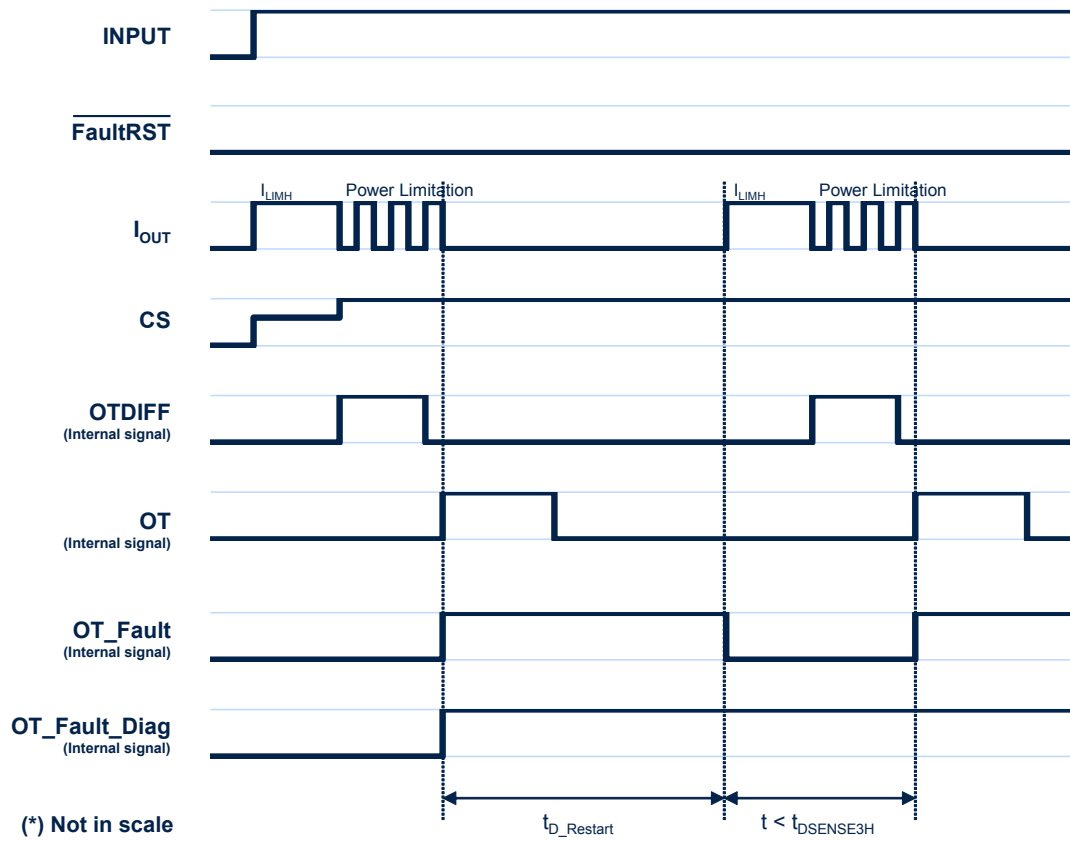 INPUT
FaultRST
I_LIMH Power Limitation I_LIMH Power Limitation
I_OUT
CS
OTDIFF
(Internal signal)
OT
(Internal signal)
OT_Fault
(Internal signal)
OT_Fault_Diag
(Internal signal)
(*) Not in scale
t_D_Restart
t < t_DSENSE3H